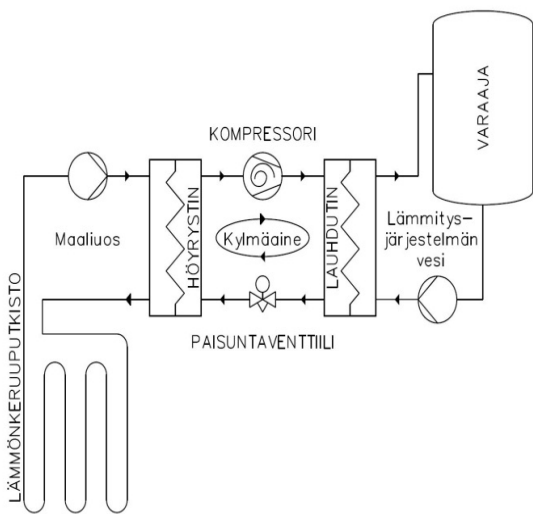 VARAAJA
KOMPRESSORI
Maaliuos
HÖYRYSTIN
Kylmäaine
LAUHDUTIN
Lämmitys-
järjestelmän
vesi
PAISUNTAVENTTIILI
LÄMMÖNKERUUPUTKISTO